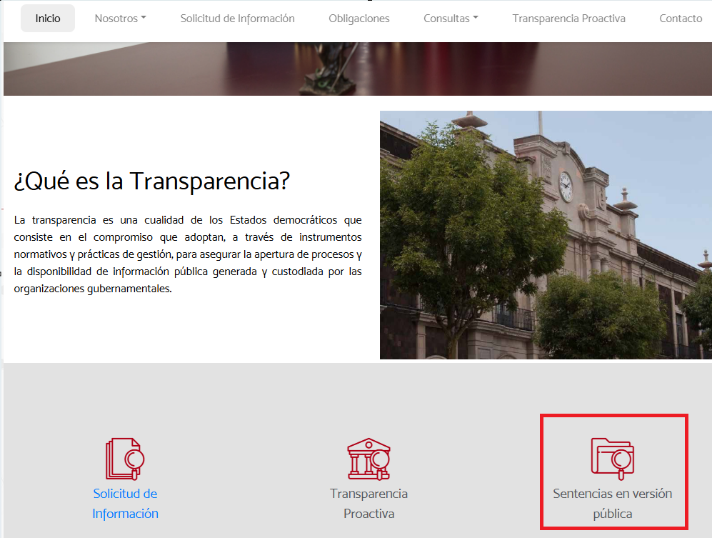 Inicio Nosotros Solicitud de Información Obligaciones Consultas Transparencia Proactiva Contacto
¿Qué es la Transparencia?
La transparencia es una cualidad de los Estados democráticos que
consiste en el compromiso que adoptan, a través de instrumentos
normativos y prácticas de gestión, para asegurar la apertura de procesos y
la disponibilidad de información pública generada y custodiada por las
organizaciones gubernamentales.
Solicitud de
Información
Transparencia
Proactiva
Sentencias en versión
pública